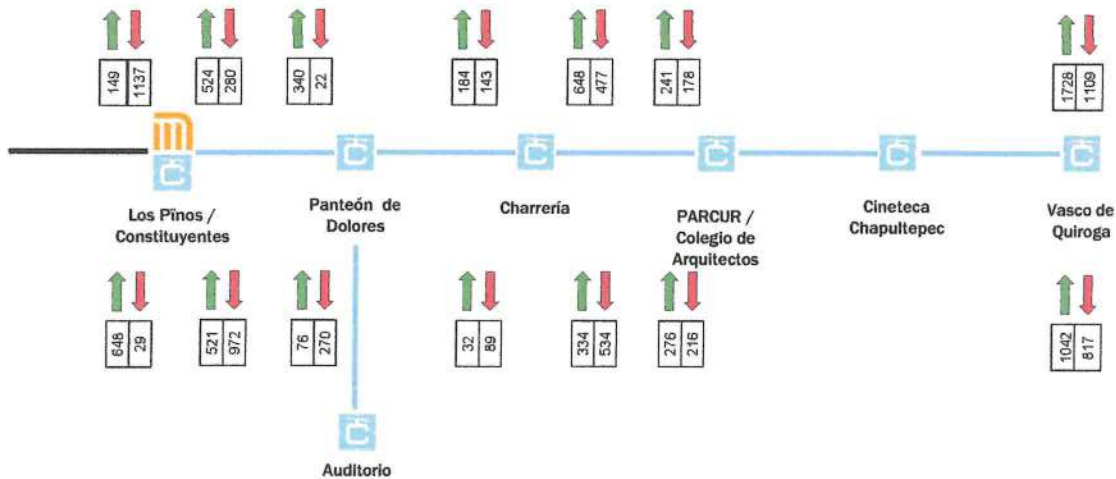 149
1137
524
280
340
22
184
143
648
477
241
178
1728
1109
Los Pïnos /
Constituyentes
Panteón de
Dolores
Charrería
PARCUR /
Colegio de
Arquitectos
Cineteca
Chapultepec
Vasco de
Quiroga
648
29
521
972
76
270
32
89
334
534
276
216
1042
817
Auditorio